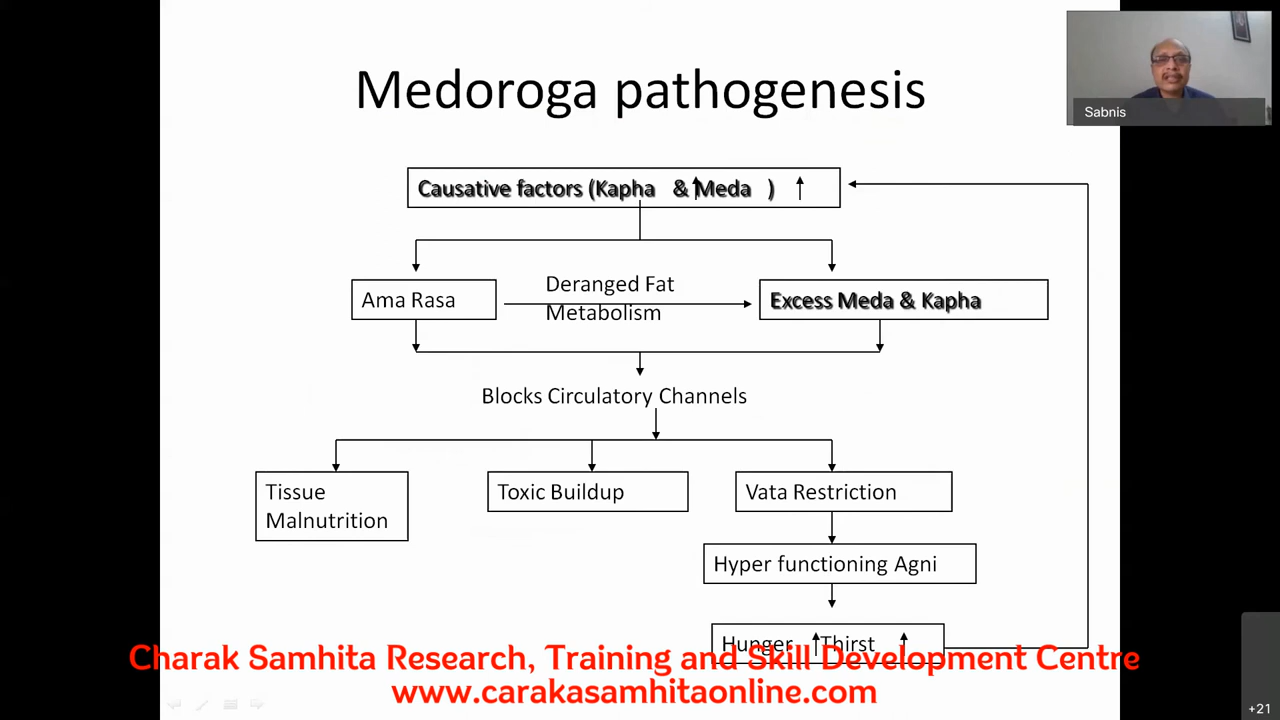 Sabnis
Medoroga pathogenesis
Causative factors (Kapha ↑ & Meda ↑ )
Ama Rasa
Deranged Fat
Metabolism
Excess Meda & Kapha
Blocks Circulatory Channels
Tissue
Malnutrition
Toxic Buildup
Vata Restriction
Hyper functioning Agni
Hunger ↑ Thirst ↑
Charak Samhita Research, Training and Skill Development Centre
www.carakasamhitaonline.com
+21